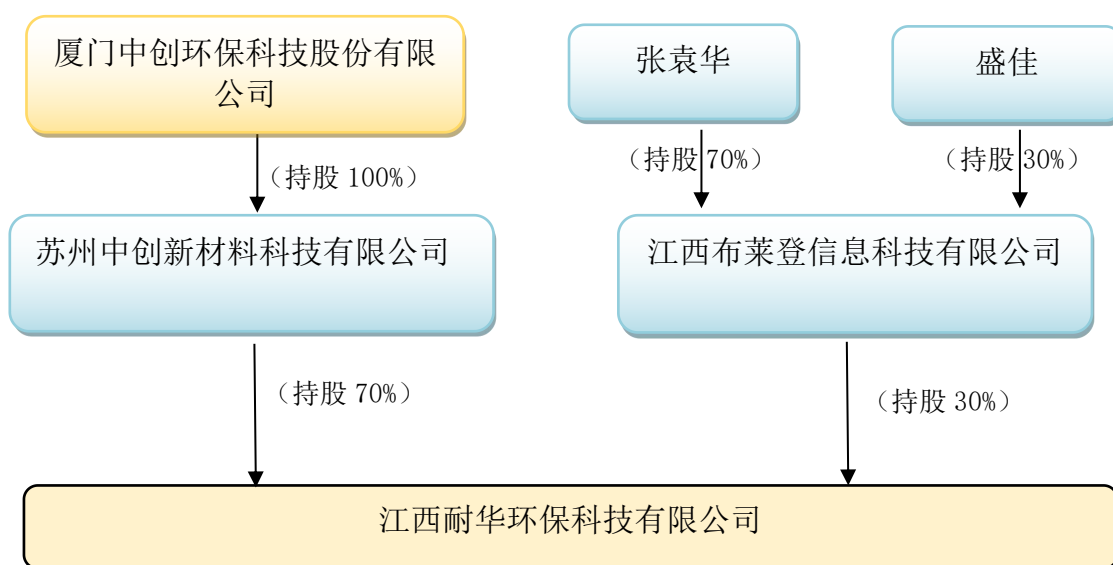 厦门中创环保科技股份有限
公司
张袁华
盛佳
（持股 100%）
（持股 70%）
（持股 30%）
苏州中创新材料科技有限公司
江西布莱登信息科技有限公司
（持股 70%）
（持股 30%）
江西耐华环保科技有限公司